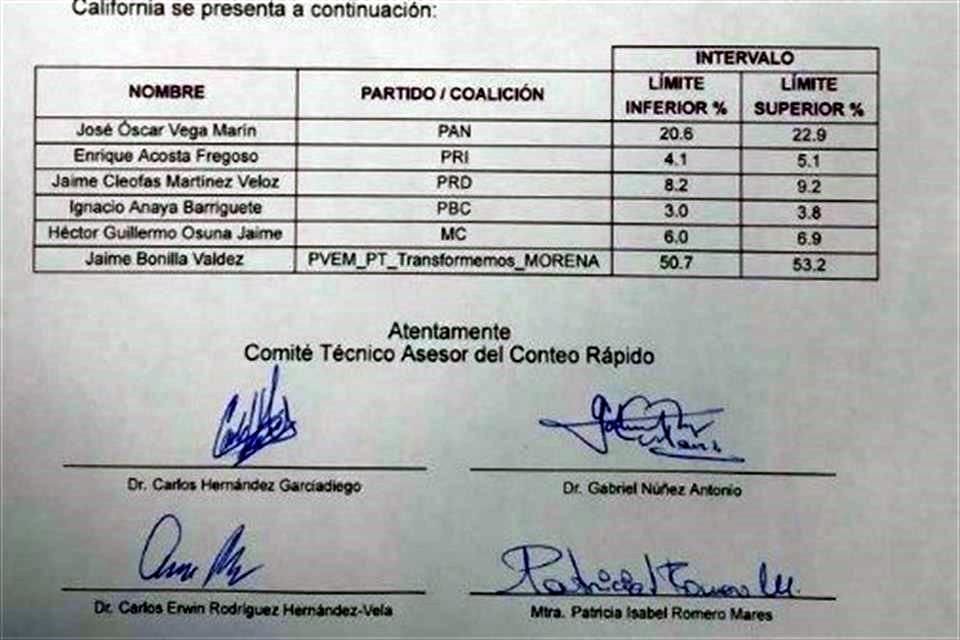 California se presenta a continuación:
INTERVALO
NOMBRE PARTIDO / COALICIÓN LÍMITE INFERIOR % LÍMITE SUPERIOR %
José Óscar Vega Marín PAN 20.6 22.9
Enrique Acosta Fregoso PRI 4.1 5.1
Jaime Cleofas Martínez Veloz PRD 8.2 9.2
Ignacio Anaya Barriguete PBC 3.0 3.8
Héctor Guillermo Osuna Jaime MC 6.0 6.9
Jaime Bonilla Valdez PVEM_PT_Transformemos_MORENA 50.7 53.2
Atentamente
Comité Técnico Asesor del Conteo Rápido
Dr. Carlos Hernández Garciadiego
Dr. Gabriel Núñez Antonio
Patricia I Romero M.
Dr. Carlos Erwin Rodríguez Hernández-Vela
Mtra. Patricia Isabel Romero Mares